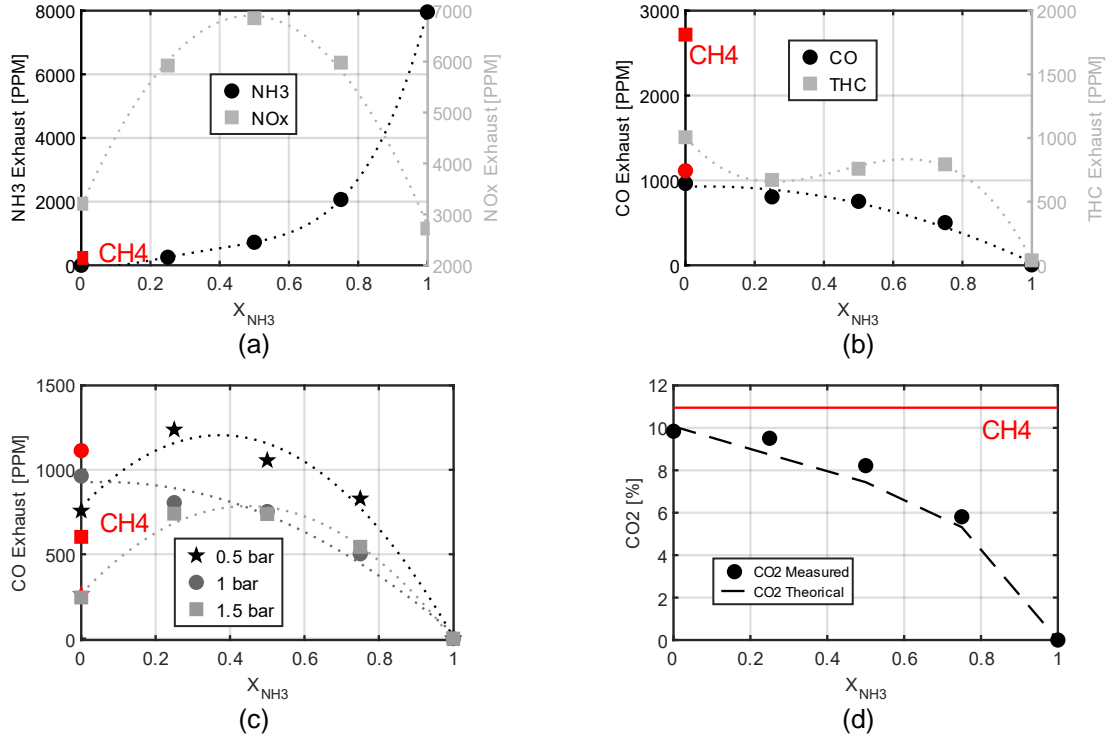 8000
6000
4000
2000
0
NH3 Exhaust [PPM]
7000
6000
5000
4000
3000
2000
NOx Exhaust [PPM]
NH3
NOx
CH4
0 0.2 0.4 0.6 0.8 1
X_NH3
(a)
3000
2000
1000
0
CO Exhaust [PPM]
2000
1500
1000
500
0
THC Exhaust [PPM]
CH4
CO
THC
0 0.2 0.4 0.6 0.8 1
X_NH3
(b)
1500
1000
500
0
CO Exhaust [PPM]
CH4
0.5 bar
1 bar
1.5 bar
0 0.2 0.4 0.6 0.8 1
X_NH3
(c)
12
10
8
6
4
2
0
CO2 [%]
CH4
CO2 Measured
CO2 Theorical
0 0.2 0.4 0.6 0.8 1
X_NH3
(d)